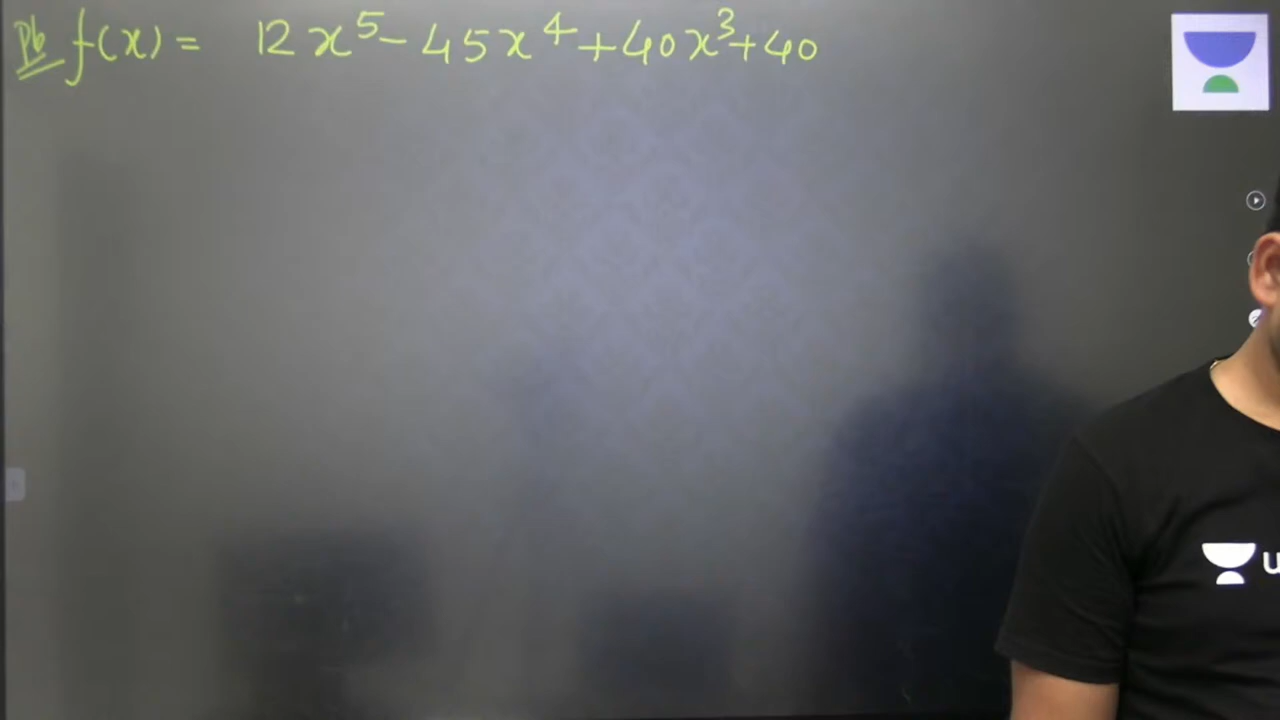 Pb f(x) = 12x⁵ - 45x⁴ + 40x³ + 40
u